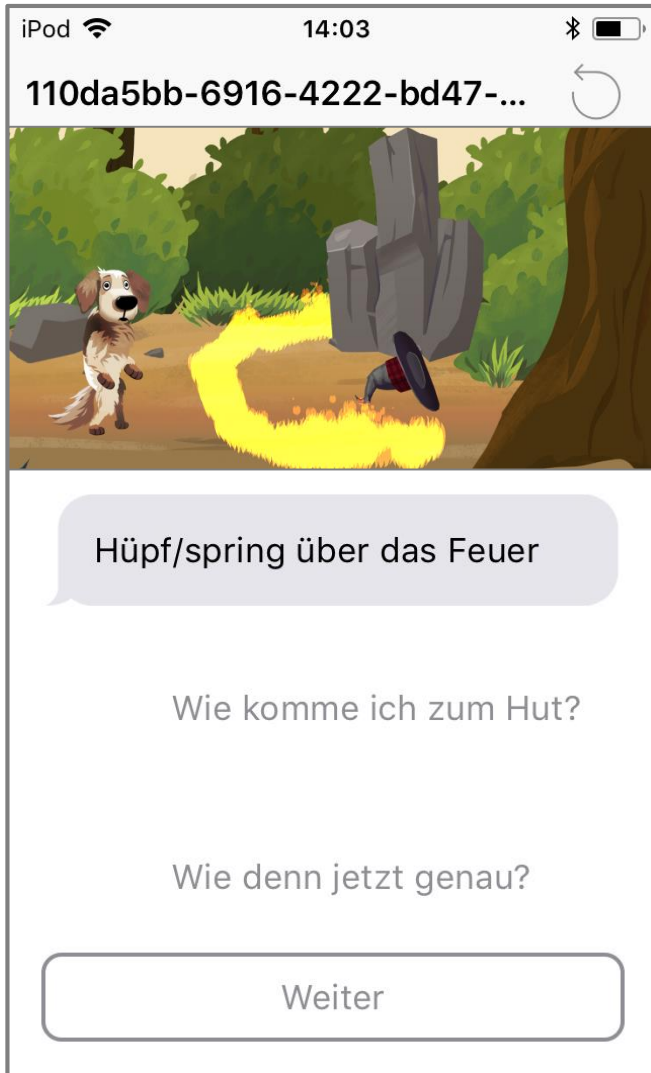 iPod 14:03
110da5bb-6916-4222-bd47-...
Hüpf/spring über das Feuer
Wie komme ich zum Hut?
Wie denn jetzt genau?
Weiter